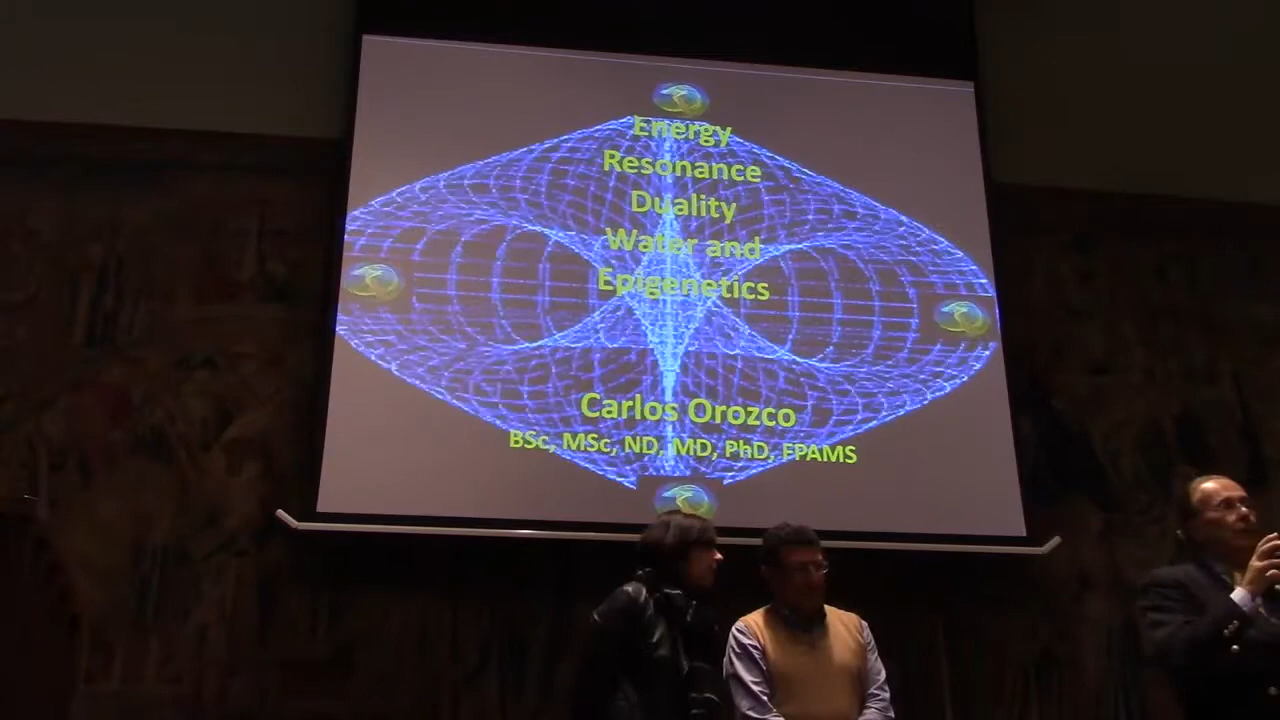 Energy
Resonance
Duality
Water and
Epigenetics
Carlos Orozco
BSc, MSc, ND, MD, PhD, FPAMS